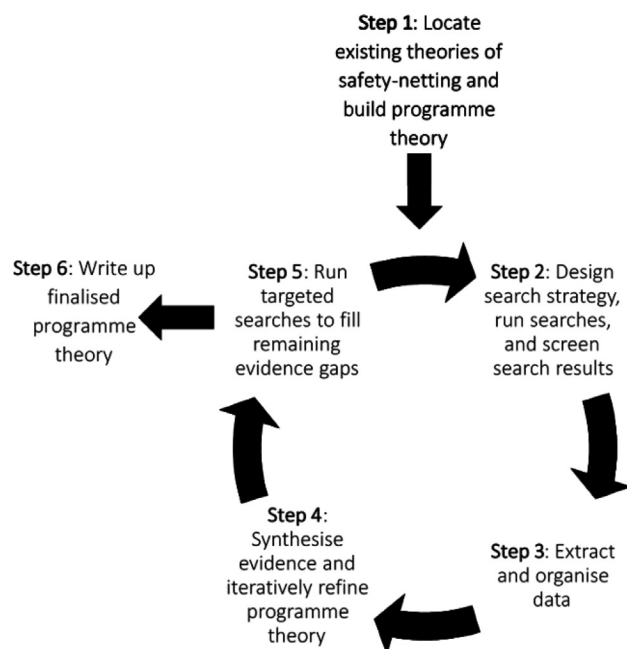 Step 1: Locate
existing theories of
safety-netting and
build programme
theory
Step 2: Design
search strategy,
run searches,
and screen
search results
Step 3: Extract
and organise
data
Step 4:
Synthesise
evidence and
iteratively refine
programme
theory
Step 5: Run
targeted
searches to fill
remaining
evidence gaps
Step 6: Write up
finalised
programme
theory